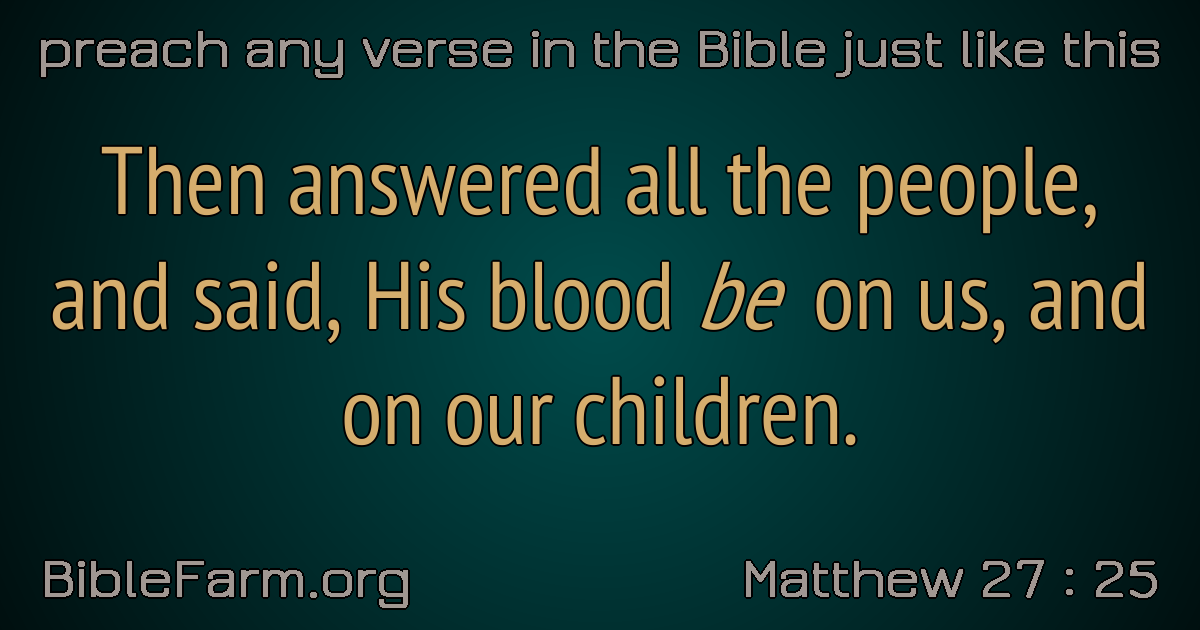 preach any verse in the Bible just like this
Then answered all the people,
and said, His blood be on us, and
on our children.
BibleFarm.org
Matthew 27 : 25